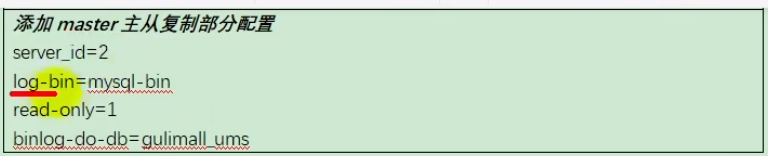 添加 master 主从复制部分配置
server_id=2
log-bin=mysql-bin
read-only=1
binlog-do-db=gulimall_ums